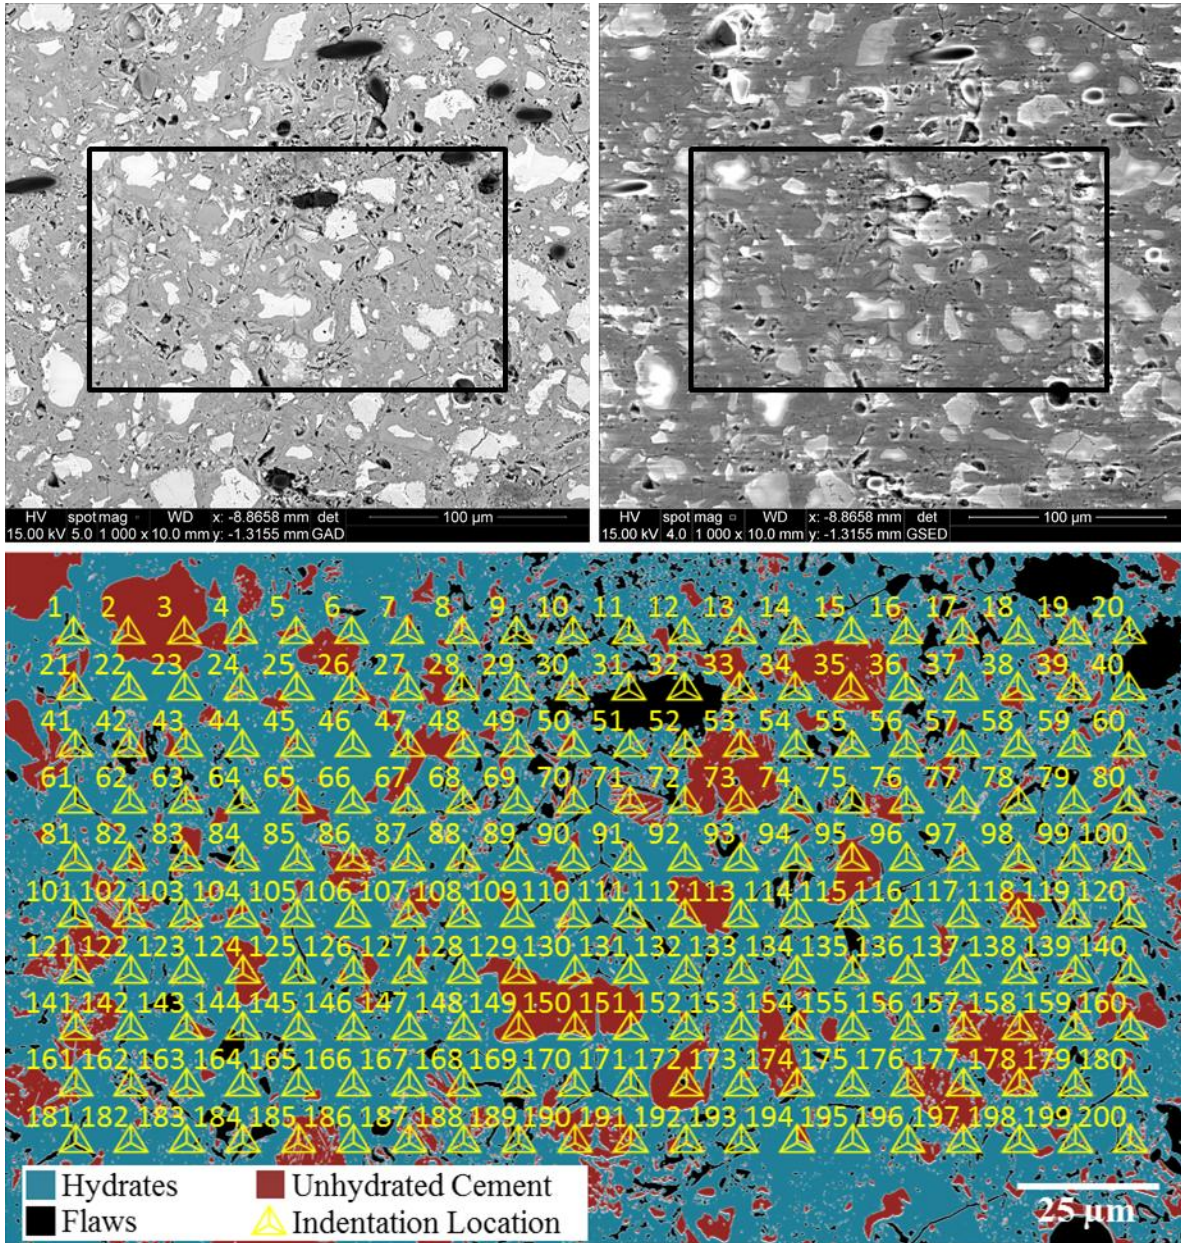 HV spot mag □ WD x: -8.8658 mm det 100 µm
15.00 kV 5.0 1 000 x 10.0 mm y: -1.3155 mm GAD
HV spot mag □ WD x: -8.8658 mm det 100 µm
15.00 kV 4.0 1 000 x 10.0 mm y: -1.3155 mm GSED
1 2 3 4 5 6 7 8 9 10 11 12 13 14 15 16 17 18 19 20
21 22 23 24 25 26 27 28 29 30 31 32 33 34 35 36 37 38 39 40
41 42 43 44 45 46 47 48 49 50 51 52 53 54 55 56 57 58 59 60
61 62 63 64 65 66 67 68 69 70 71 72 73 74 75 76 77 78 79 80
81 82 83 84 85 86 87 88 89 90 91 92 93 94 95 96 97 98 99 100
101 102 103 104 105 106 107 108 109 110 111 112 113 114 115 116 117 118 119 120
121 122 123 124 125 126 127 128 129 130 131 132 133 134 135 136 137 138 139 140
141 142 143 144 145 146 147 148 149 150 151 152 153 154 155 156 157 158 159 160
161 162 163 164 165 166 167 168 169 170 171 172 173 174 175 176 177 178 179 180
181 182 183 184 185 186 187 188 189 190 191 192 193 194 195 196 197 198 199 200
Hydrates Unhydrated Cement
Flaws Indentation Location
25 µm